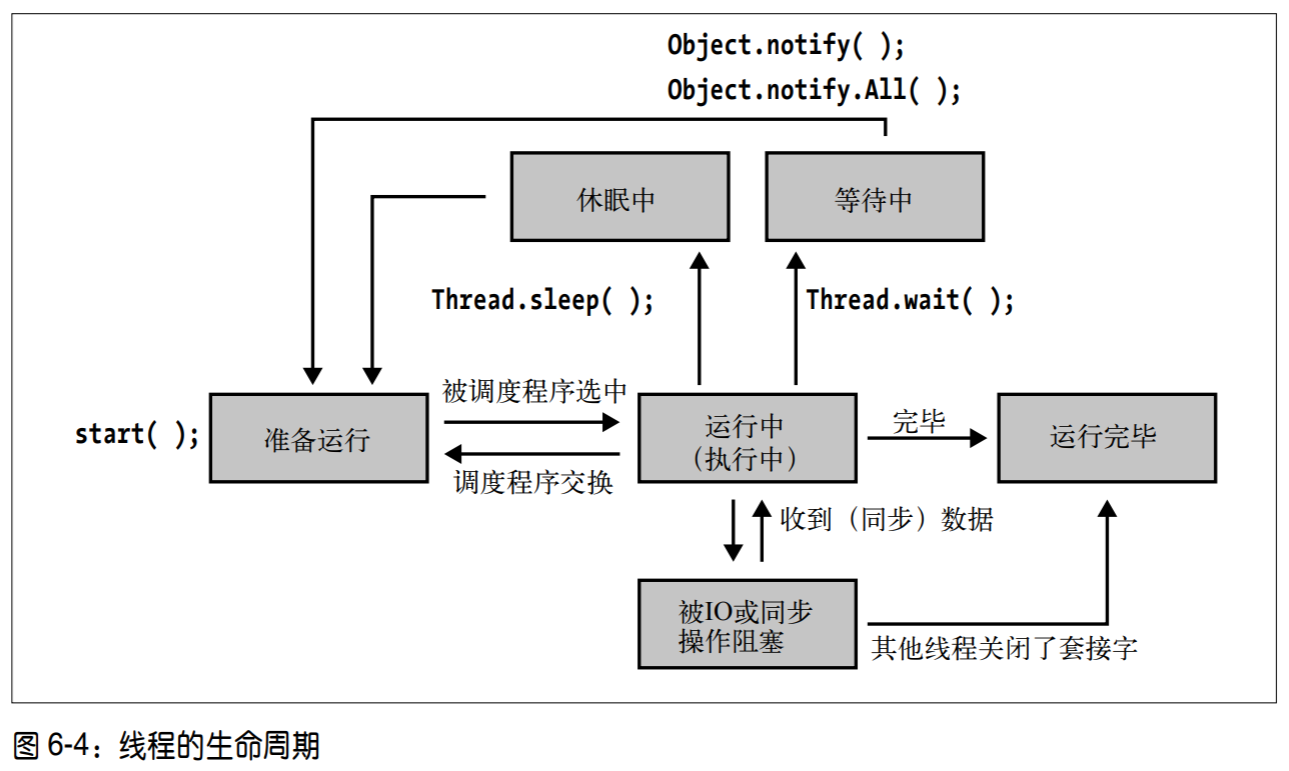 Object.notify( );
Object.notify.All( );
休眠中
等待中
Thread.sleep( );
Thread.wait( );
start( );
准备运行
被调度程序选中
调度程序交换
运行中
（执行中）
完毕
运行完毕
收到（同步）数据
被IO或同步
操作阻塞
其他线程关闭了套接字
图 6-4：线程的生命周期